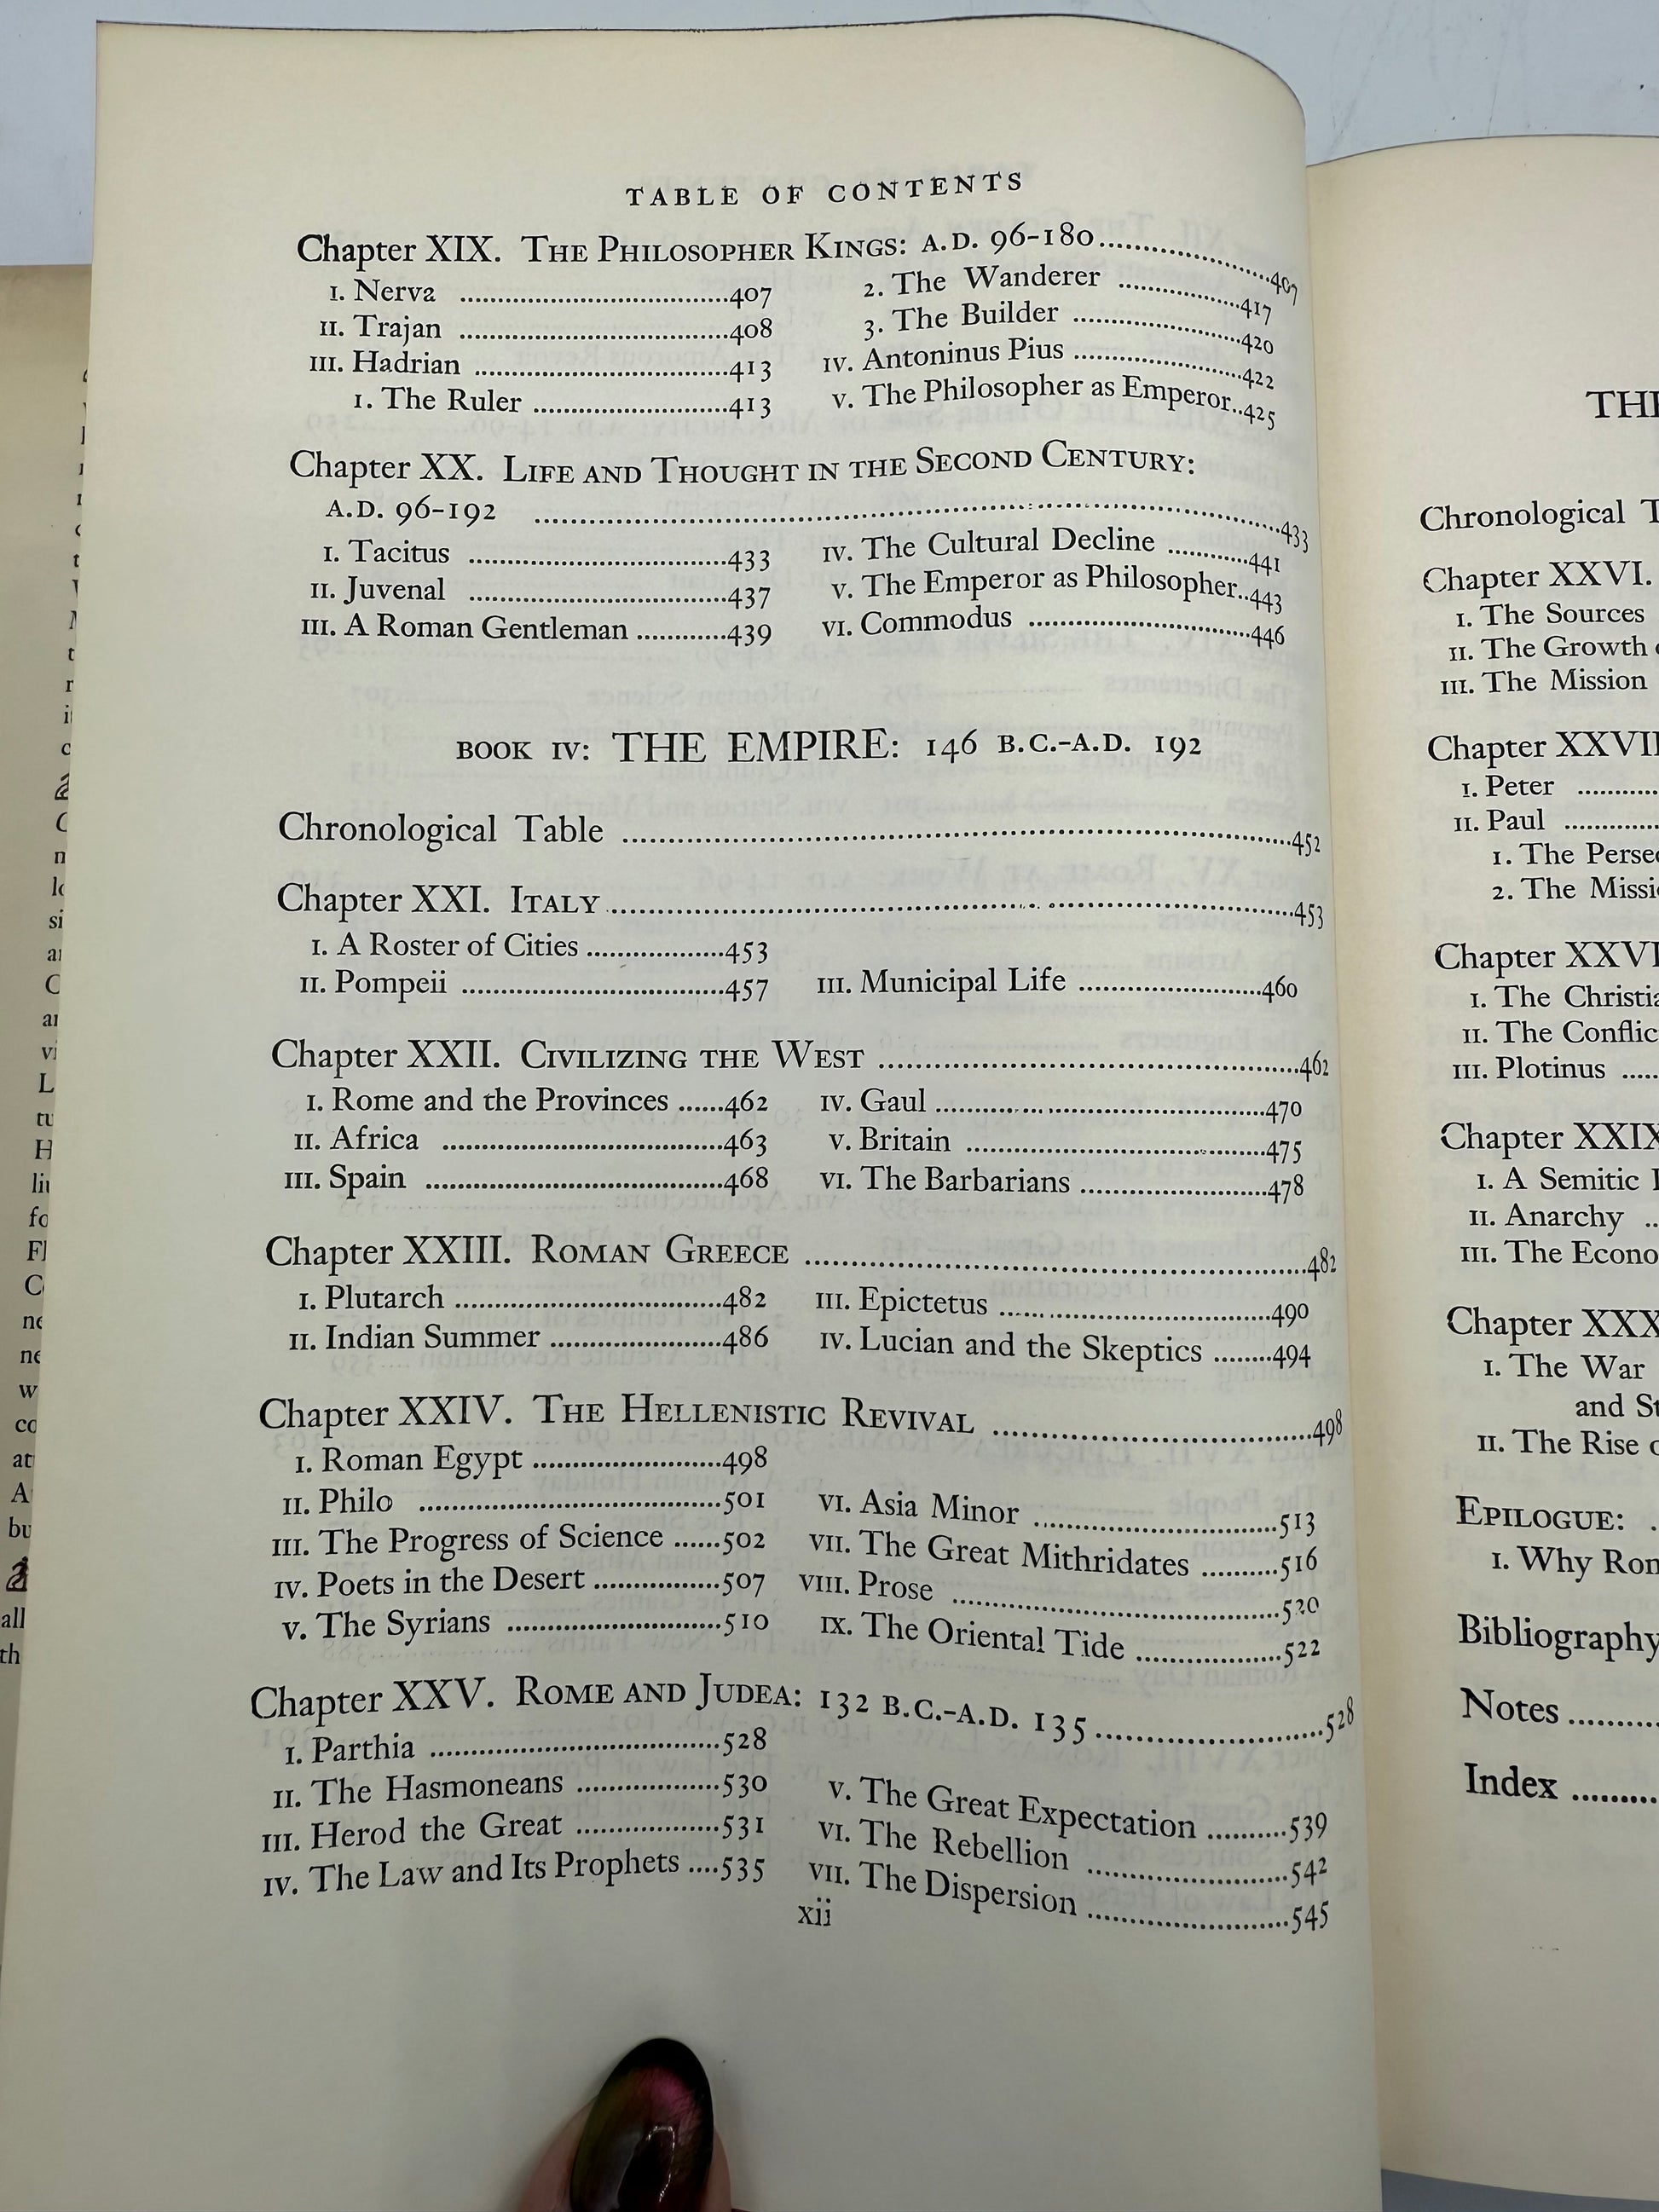 TABLE OF CONTENTS
Chapter XIX. THE PHILOSOPHER KINGS: A.D. 96-180..........407
I. Nerva ..........407
II. Trajan ..........408
III. Hadrian ..........413
1. The Ruler ..........413
2. The Wanderer ..........417
3. The Builder ..........420
IV. Antoninus Pius ..........422
V. The Philosopher as Emperor..425
Chapter XX. LIFE AND THOUGHT IN THE SECOND CENTURY:
A.D. 96-192 ..........433
I. Tacitus ..........433
II. Juvenal ..........437
III. A Roman Gentleman ..........439
IV. The Cultural Decline ..........441
V. The Emperor as Philosopher..443
VI. Commodus ..........446
BOOK IV: THE EMPIRE: 146 B.C.-A.D. 192
Chronological Table ..........452
Chapter XXI. ITALY ..........453
I. A Roster of Cities ..........453
II. Pompeii ..........457
III. Municipal Life ..........460
Chapter XXII. CIVILIZING THE WEST ..........462
I. Rome and the Provinces ......462
II. Africa ..........463
III. Spain ..........468
IV. Gaul ..........470
V. Britain ..........475
VI. The Barbarians ..........478
Chapter XXIII. ROMAN GREECE ..........482
I. Plutarch ..........482
II. Indian Summer ..........486
III. Epictetus ..........490
IV. Lucian and the Skeptics ........494
Chapter XXIV. THE HELLENISTIC REVIVAL ..........498
I. Roman Egypt ..........498
II. Philo ..........501
III. The Progress of Science ......502
IV. Poets in the Desert ..........507
V. The Syrians ..........510
VI. Asia Minor ..........513
VII. The Great Mithridates ..........516
VIII. Prose ..........520
IX. The Oriental Tide ..........522
Chapter XXV. ROME AND JUDEA: 132 B.C.-A.D. 135..........528
I. Parthia ..........528
II. The Hasmoneans ..........530
III. Herod the Great ..........531
IV. The Law and Its Prophets ....535
V. The Great Expectation ..........539
VI. The Rebellion ..........542
VII. The Dispersion ..........545
xii
Chronological
Chapter XXVI.
I. The Sources
II. The Growth
III. The Mission
Chapter
I. Peter ..........
II. Paul ..........
1. The
2. The
Chapter
I. The
II. The
III. Plotinus .....
Chapter
I. A Semitic
II. Anarchy ..
III. The
Chapter
I. The War
and
II. The Rise
EPILOGUE:
I. Why
Bibliography
Notes ..........
Index ..........